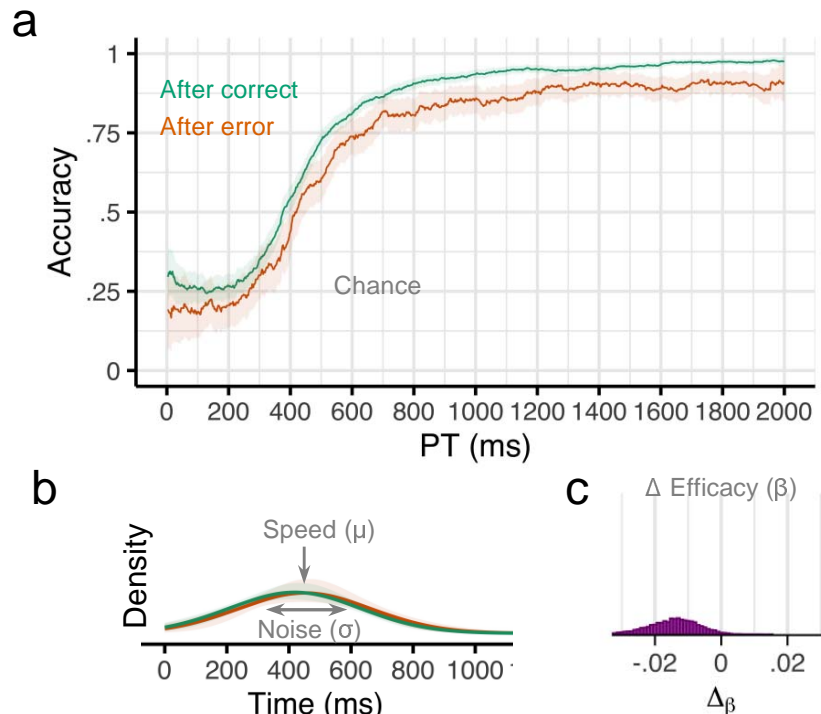 a
1
.75
.5
.25
0
Accuracy
After correct
After error
Chance
0 200 400 600 800 1000 1200 1400 1600 1800 2000
PT (ms)
b
Density
Speed (μ)
Noise (σ)
0 200 400 600 800 1000 1
Time (ms)
c
Δ Efficacy (β)
-.02 0 .02
Δβ